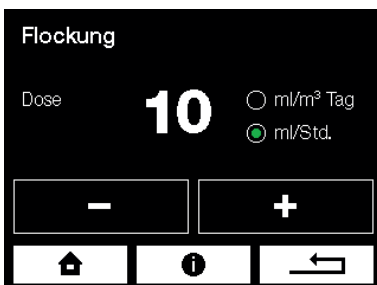 Flockung
Dose
10
ml/m³ Tag
ml/Std.
− +